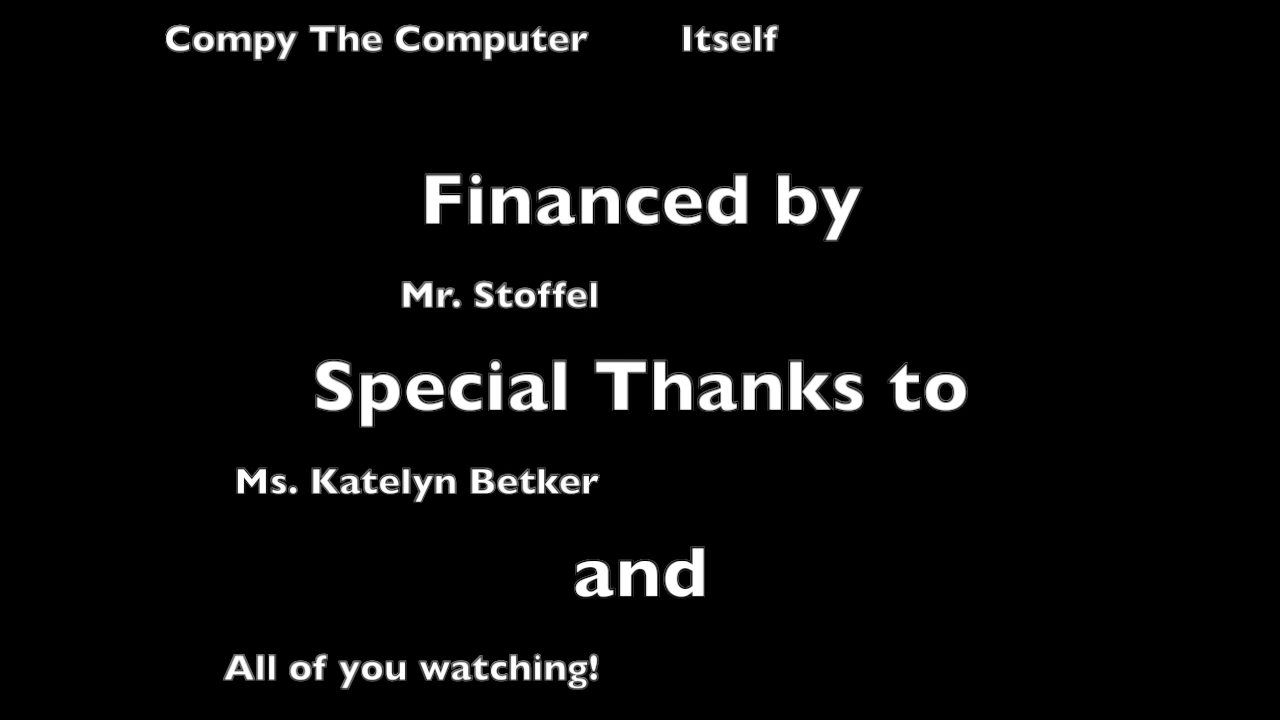 Compy The Computer Itself
Financed by
Mr. Stoffel
Special Thanks to
Ms. Katelyn Betker
and
All of you watching!